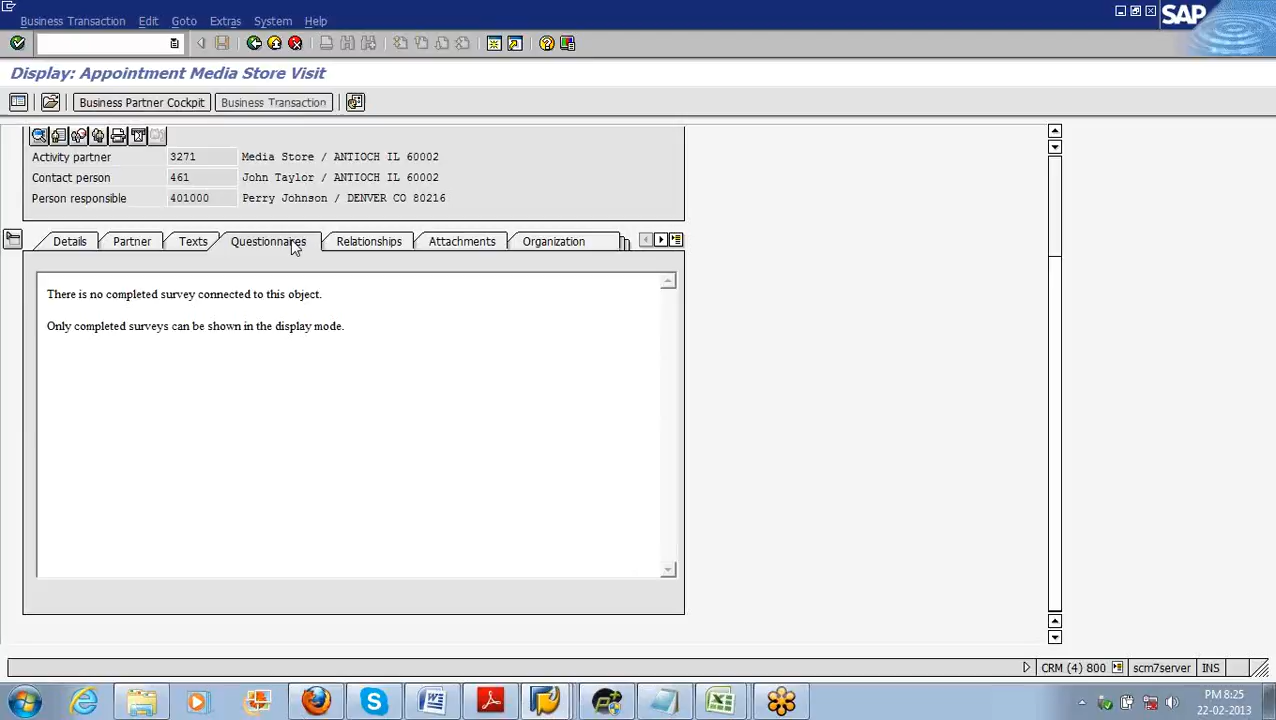 Business Transaction Edit Goto Extras System Help
SAP
Display: Appointment Media Store Visit
Business Partner Cockpit Business Transaction
Activity partner 3271 Media Store / ANTIOCH IL 60002
Contact person 461 John Taylor / ANTIOCH IL 60002
Person responsible 401000 Perry Johnson / DENVER CO 80216
Details Partner Texts Questionnaires Relationships Attachments Organization
There is no completed survey connected to this object.
Only completed surveys can be shown in the display mode.
CRM (4) 800 scm7server INS
PM 8:25
22-02-2013